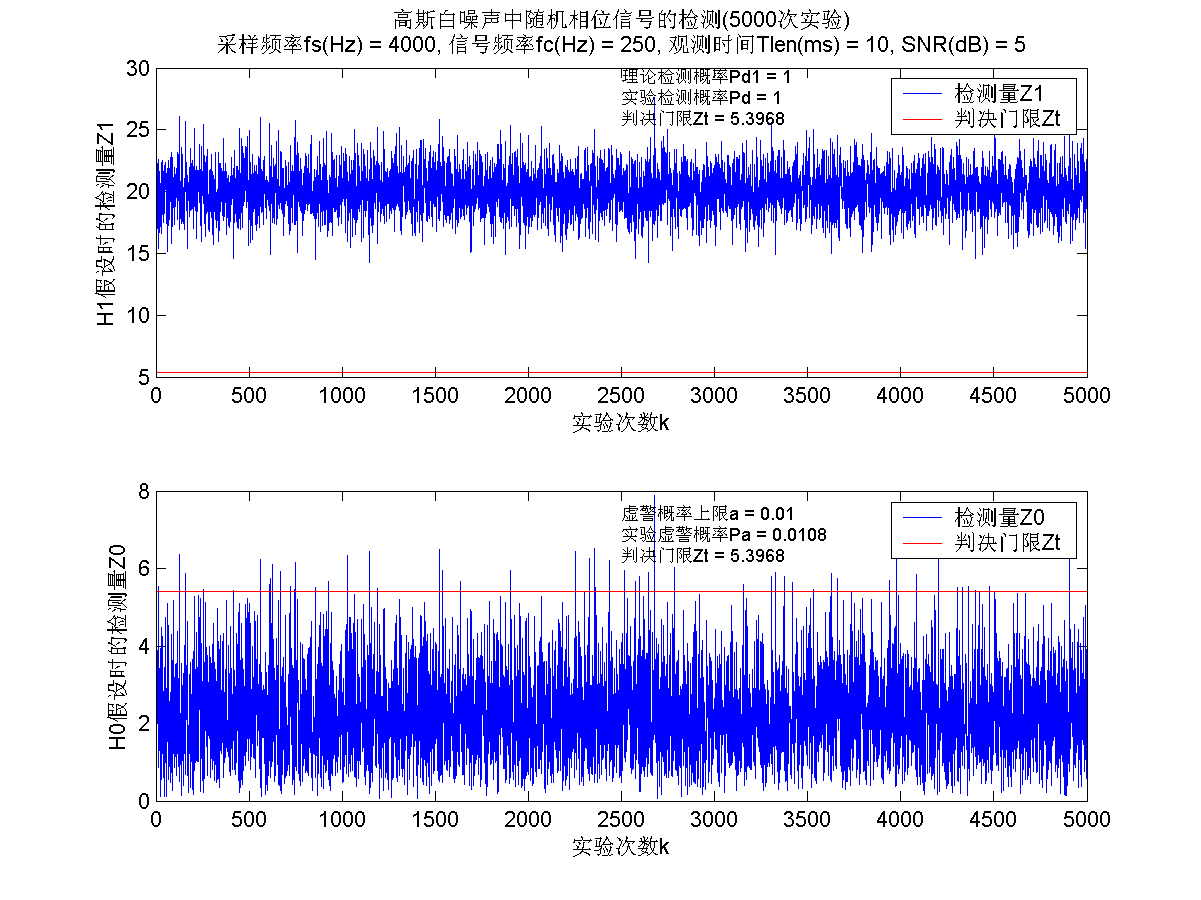 高斯白噪声中随机相位信号的检测(5000次实验)
采样频率fs(Hz) = 4000, 信号频率fc(Hz) = 250, 观测时间Tlen(ms) = 10, SNR(dB) = 5
30
25
20
15
10
5
H1假设时的检测量Z1
理论检测概率Pd1 = 1
实验检测概率Pd = 1
判决门限Zt = 5.3968
检测量Z1
判决门限Zt
0 500 1000 1500 2000 2500 3000 3500 4000 4500 5000
实验次数k
8
6
4
2
0
H0假设时的检测量Z0
虚警概率上限a = 0.01
实验虚警概率Pa = 0.0108
判决门限Zt = 5.3968
检测量Z0
判决门限Zt
0 500 1000 1500 2000 2500 3000 3500 4000 4500 5000
实验次数k